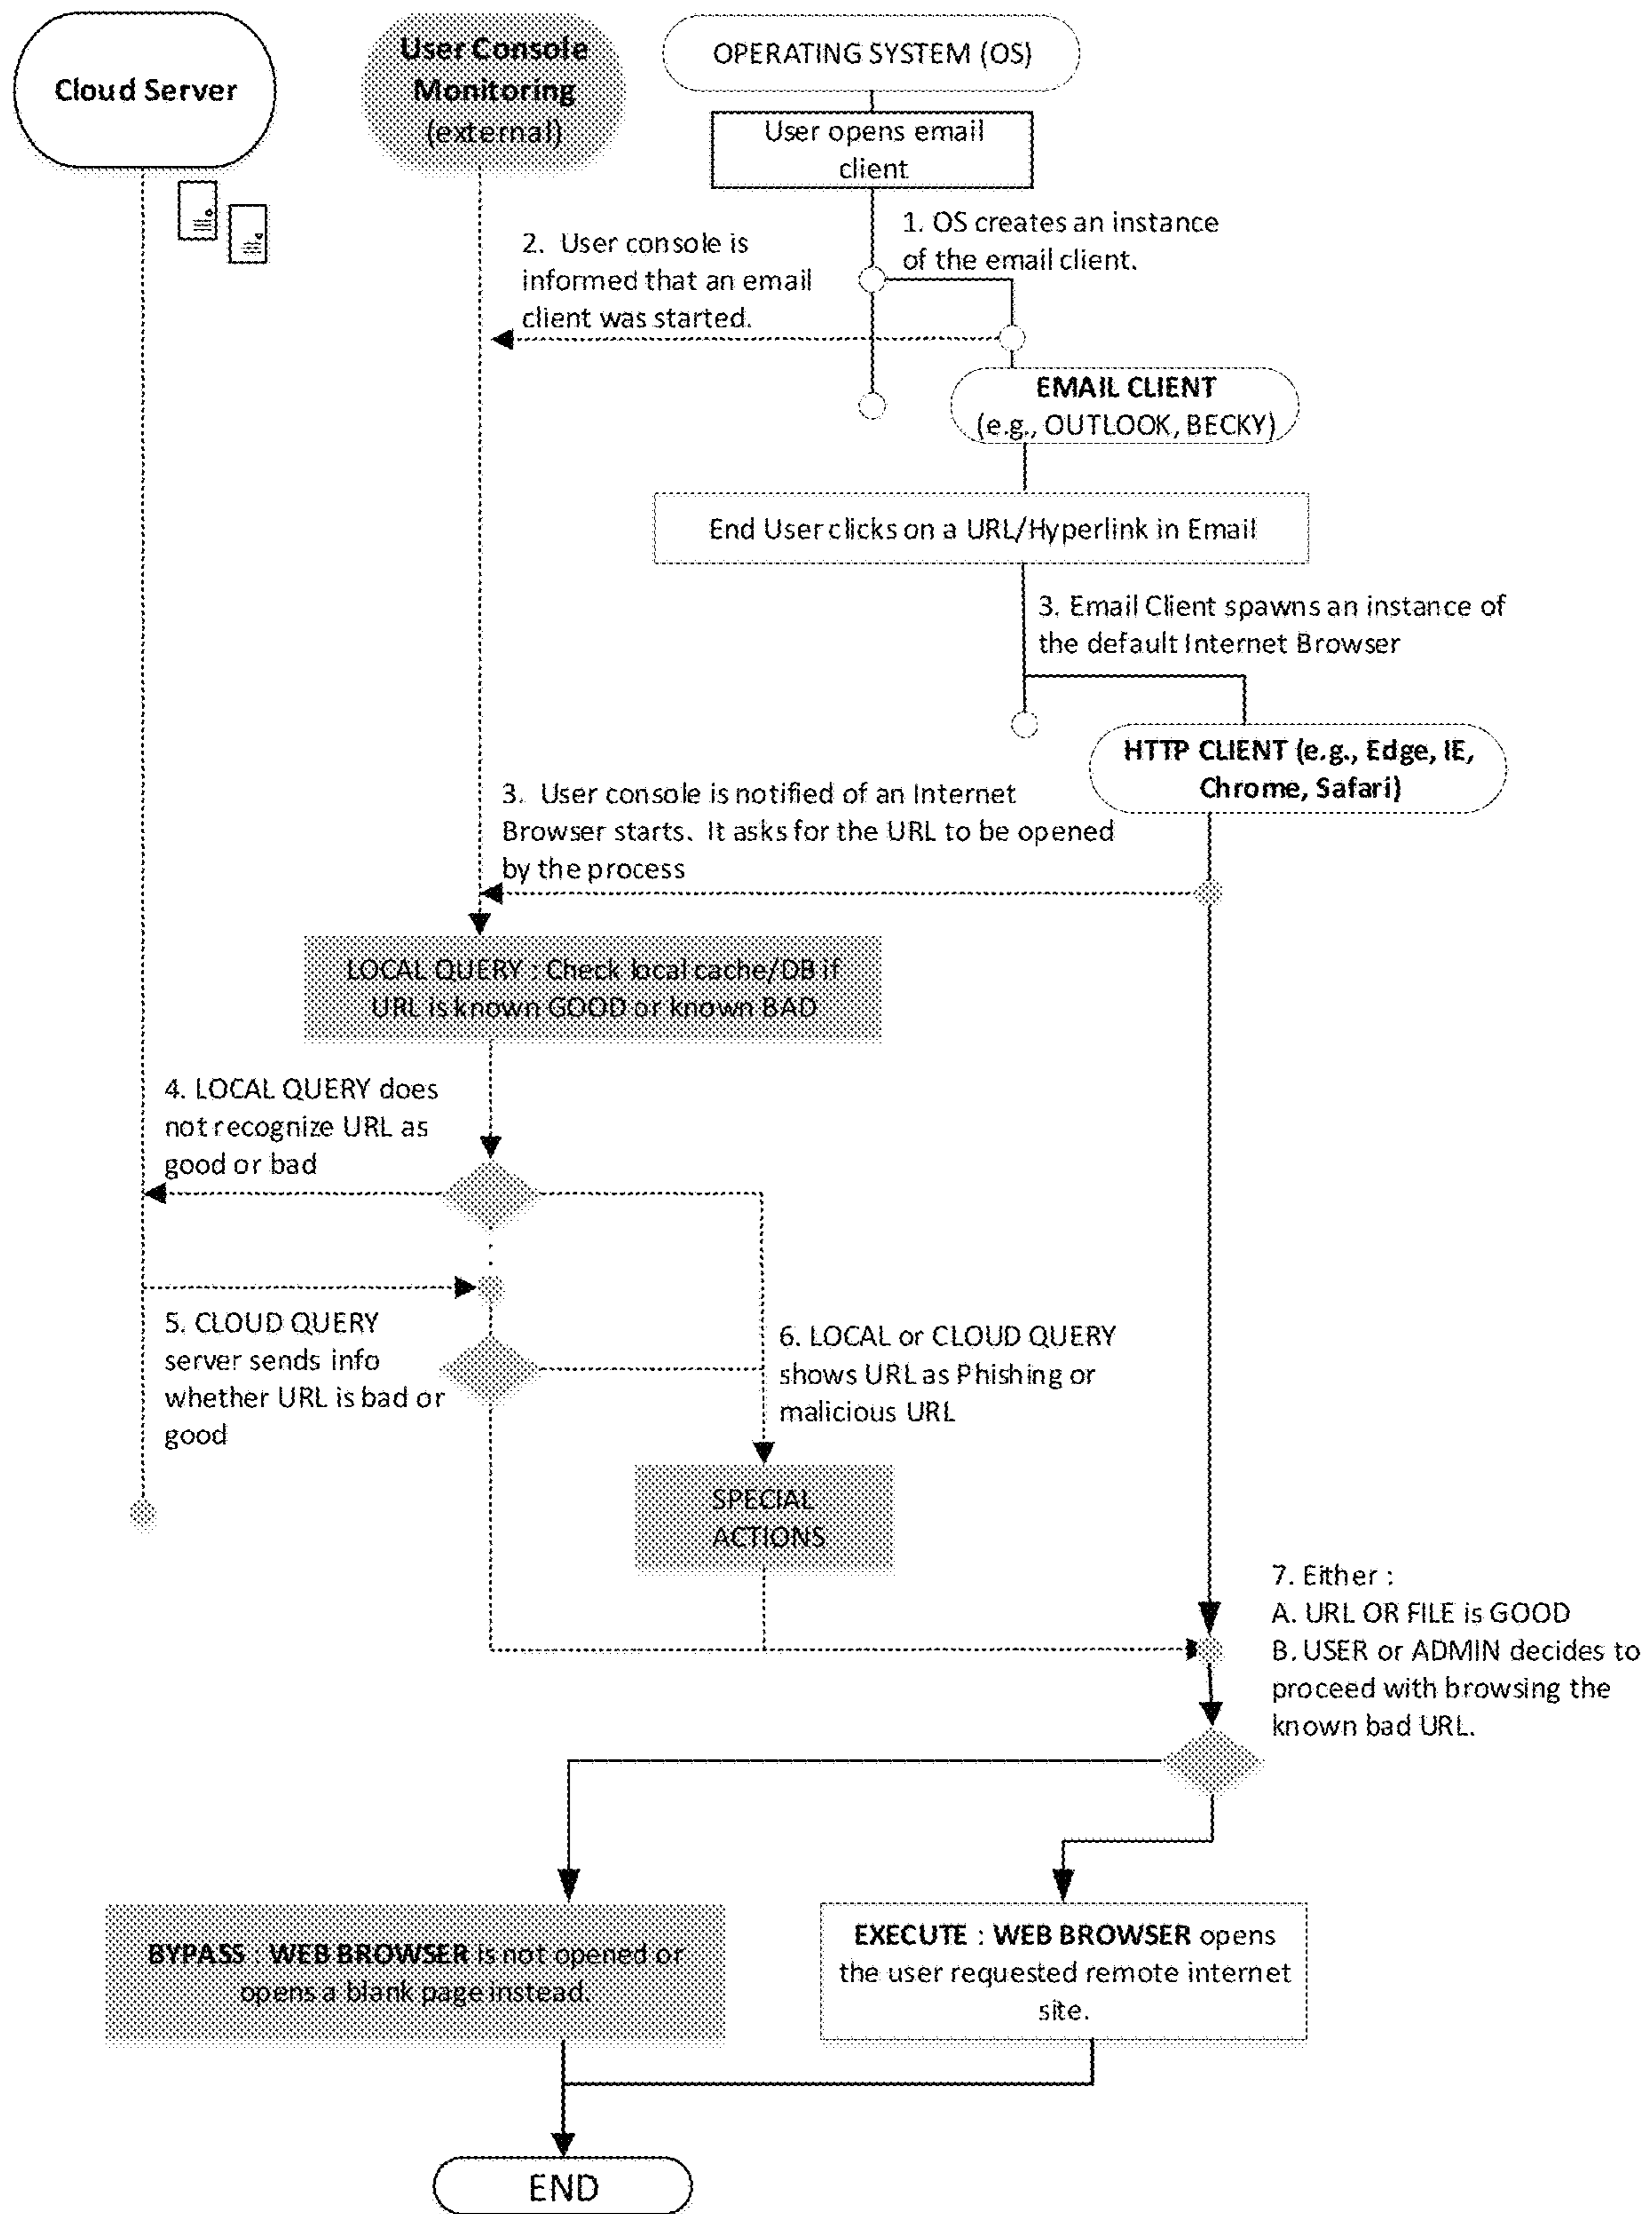 Cloud Server
User Console
Monitoring
(external)
OPERATING SYSTEM (OS)
User opens email
client
1. OS creates an instance
of the email client.
2. User console is
informed that an email
client was started.
EMAIL CLIENT
(e.g., OUTLOOK, BECKY)
End User clicks on a URL/Hyperlink in Email
3. Email Client spawns an instance of
the default Internet Browser
HTTP CLIENT (e.g., Edge, IE,
Chrome, Safari)
3. User console is notified of an Internet
Browser starts. It asks for the URL to be opened
by the process
LOCAL QUERY : Check local cache/DB if
URL is known GOOD or known BAD
4. LOCAL QUERY does
not recognize URL as
good or bad
5. CLOUD QUERY
server sends info
whether URL is bad or
good
6. LOCAL or CLOUD QUERY
shows URL as Phishing or
malicious URL
SPECIAL
ACTIONS
7. Either :
A. URL OR FILE is GOOD
B. USER or ADMIN decides to
proceed with browsing the
known bad URL.
BYPASS : WEB BROWSER is not opened or
opens a blank page instead.
EXECUTE : WEB BROWSER opens
the user requested remote internet
site.
END